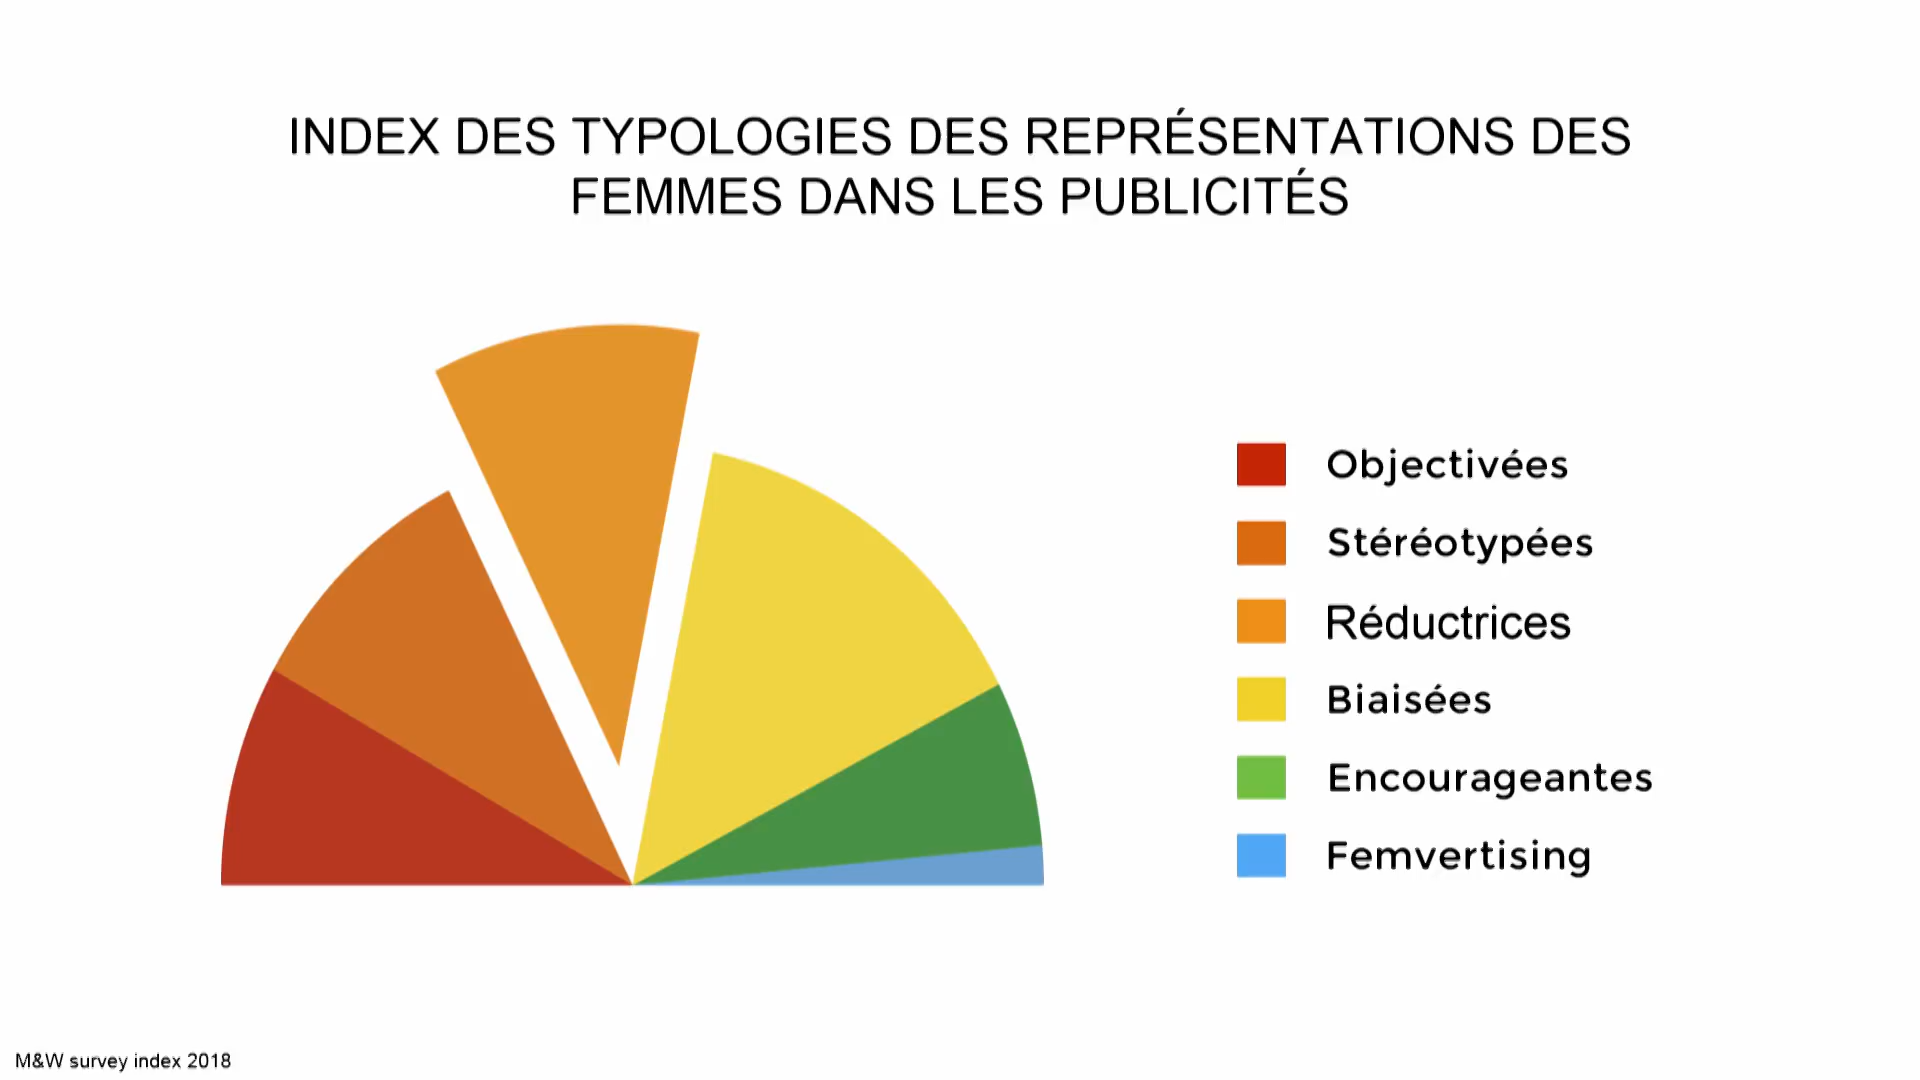 INDEX DES TYPOLOGIES DES REPRÉSENTATIONS DES
FEMMES DANS LES PUBLICITÉS
Objectivées
Stéréotypées
Réductrices
Biaisées
Encourageantes
Femvertising
M&W survey index 2018